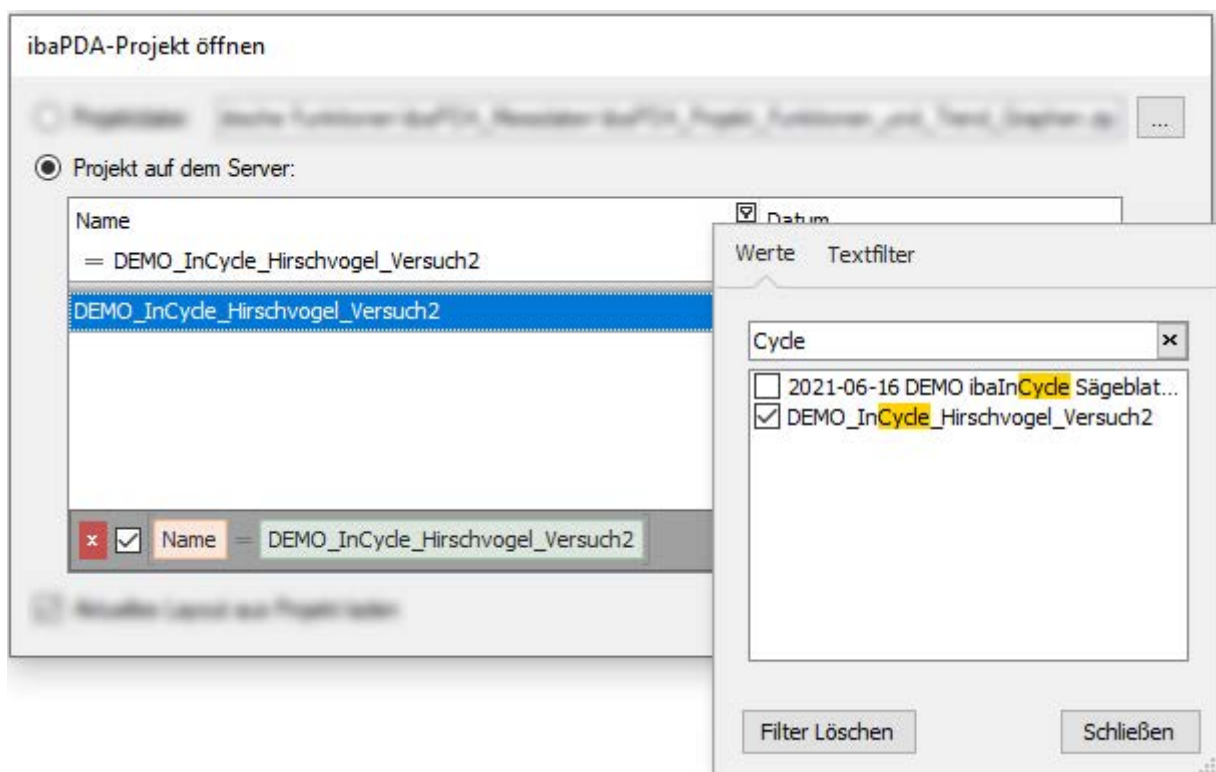 ibaPDA-Projekt öffnen
...
Projekt auf dem Server:
Name
Datum
= DEMO_InCycle_Hirschvogel_Versuch2
DEMO_InCycle_Hirschvogel_Versuch2
x Name = DEMO_InCycle_Hirschvogel_Versuch2
Werte Textfilter
Cycle
2021-06-16 DEMO ibaInCycle Sägeblat...
DEMO_InCycle_Hirschvogel_Versuch2
Filter Löschen Schließen